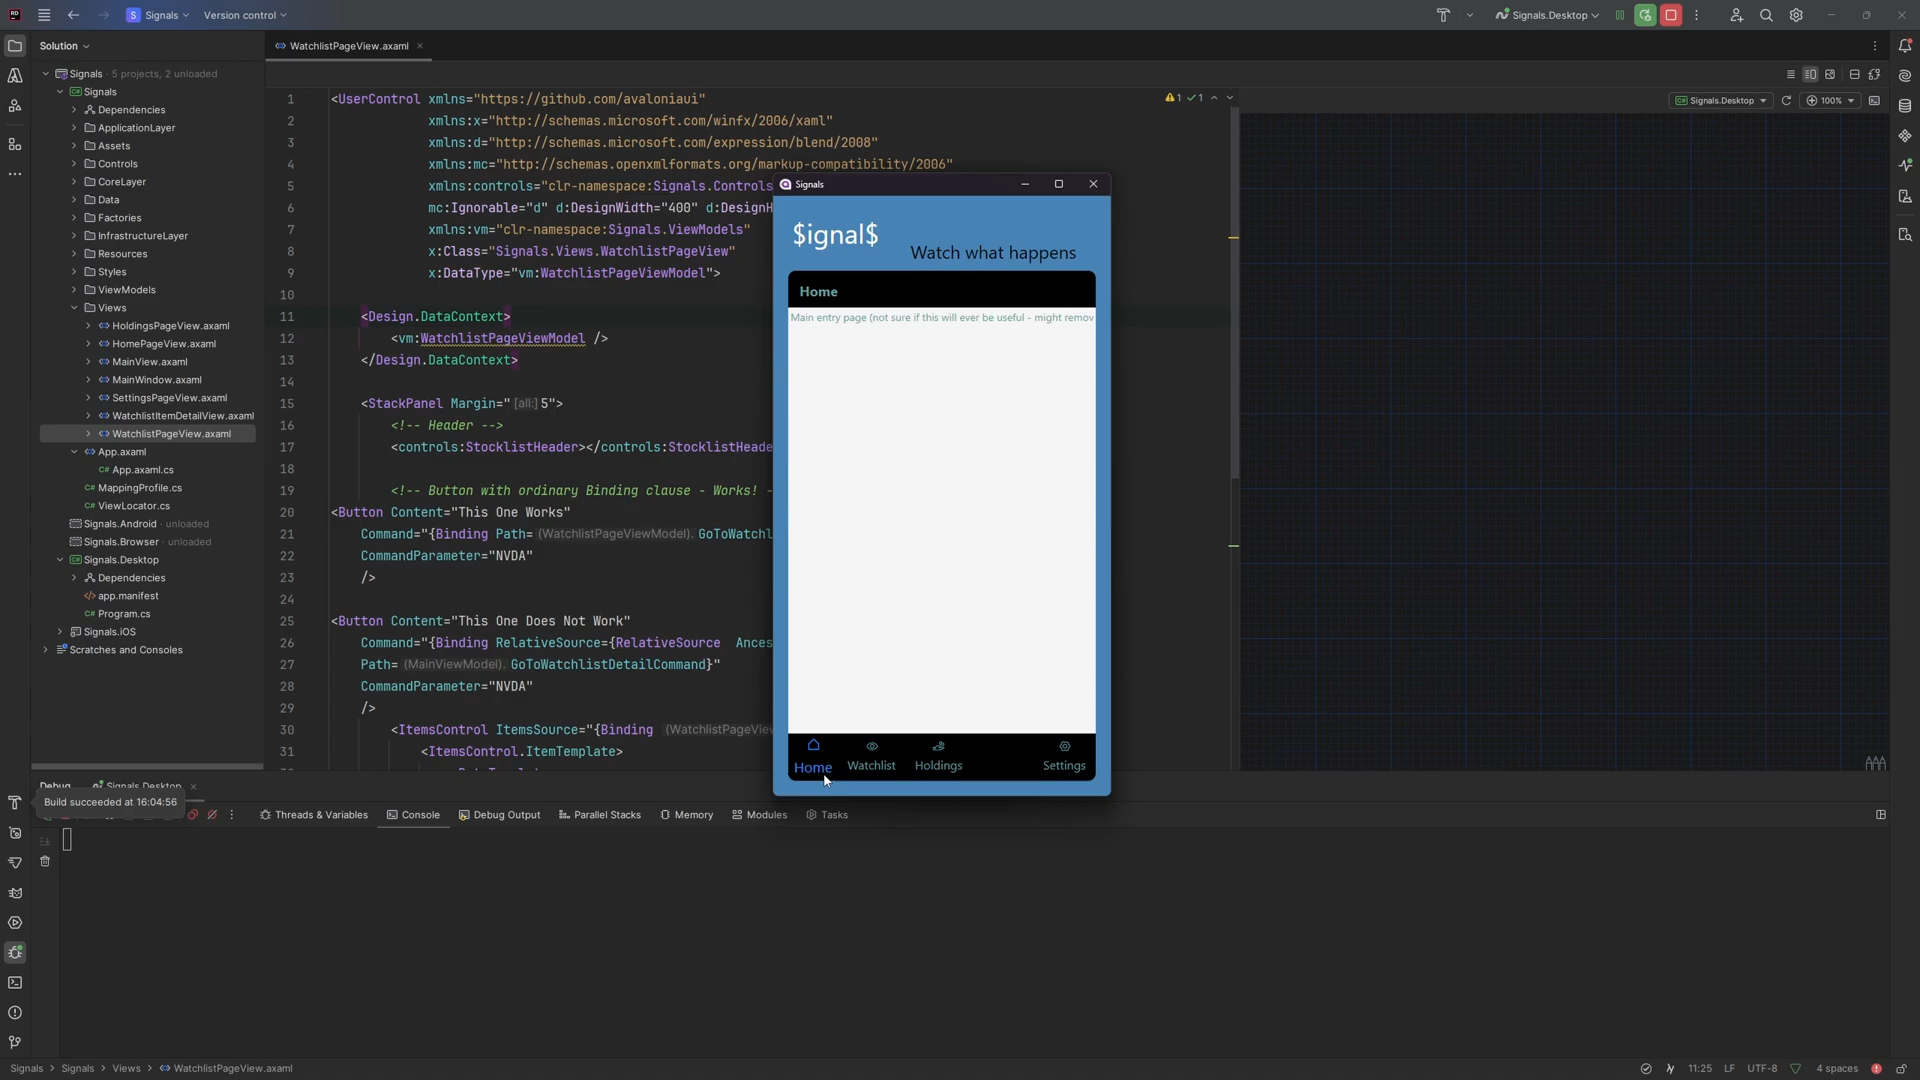 RD
S
Signals
Version control
Signals.Desktop
Solution
WatchlistPageView.axaml
Signals · 5 projects, 2 unloaded
C# Signals
Dependencies
ApplicationLayer
Assets
Controls
CoreLayer
Data
Factories
InfrastructureLayer
Resources
Styles
ViewModels
Views
HoldingsPageView.axaml
HomePageView.axaml
MainView.axaml
MainWindow.axaml
SettingsPageView.axaml
WatchlistItemDetailView.axaml
WatchlistPageView.axaml
App.axaml
C# App.axaml.cs
C# MappingProfile.cs
C# ViewLocator.cs
Signals.Android · unloaded
Signals.Browser · unloaded
C# Signals.Desktop
Dependencies
app.manifest
C# Program.cs
Signals.iOS
Scratches and Consoles
1 <UserControl xmlns="https://github.com/avaloniaui"
2 xmlns:x="http://schemas.microsoft.com/winfx/2006/xaml"
3 xmlns:d="http://schemas.microsoft.com/expression/blend/2008"
4 xmlns:mc="http://schemas.openxmlformats.org/markup-compatibility/2006"
5 xmlns:controls="clr-namespace:Signals.Controls
6 mc:Ignorable="d" d:DesignWidth="400" d:DesignH
7 xmlns:vm="clr-namespace:Signals.ViewModels"
8 x:Class="Signals.Views.WatchlistPageView"
9 x:DataType="vm:WatchlistPageViewModel">
10
11 <Design.DataContext>
12 <vm:WatchlistPageViewModel />
13 </Design.DataContext>
14
15 <StackPanel Margin="[all:]5">
16 <!-- Header -->
17 <controls:StocklistHeader></controls:StocklistHeade
18
19 <!-- Button with ordinary Binding clause - Works! -
20 <Button Content="This One Works"
21 Command="{Binding Path=(WatchlistPageViewModel).GoToWatchl
22 CommandParameter="NVDA"
23 />
24
25 <Button Content="This One Does Not Work"
26 Command="{Binding RelativeSource={RelativeSource Ances
27 Path=(MainViewModel).GoToWatchlistDetailCommand}"
28 CommandParameter="NVDA"
29 />
30 <ItemsControl ItemsSource="{Binding (WatchlistPageView
31 <ItemsControl.ItemTemplate>
1 1
C# Signals.Desktop
100%
Signals
$ignal$
Watch what happens
Home
Main entry page (not sure if this will ever be useful - might remov
Home
Watchlist
Holdings
Settings
Debug
Signals.Desktop
Build succeeded at 16:04:56
Threads & Variables
Console
Debug Output
Parallel Stacks
Memory
Modules
Tasks
Signals
Signals
Views
WatchlistPageView.axaml
11:25
LF
UTF-8
4 spaces